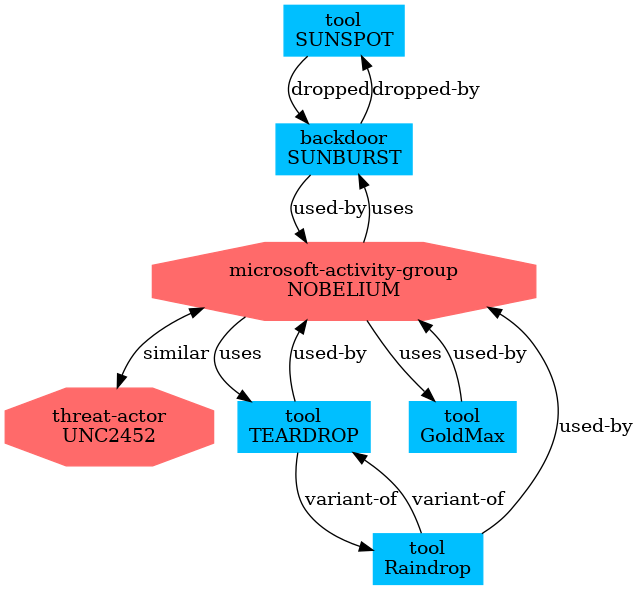 tool
SUNSPOT
dropped
dropped-by
backdoor
SUNBURST
used-by
uses
microsoft-activity-group
NOBELIUM
similar
uses
used-by
uses
used-by
used-by
threat-actor
UNC2452
tool
TEARDROP
tool
GoldMax
variant-of
variant-of
tool
Raindrop